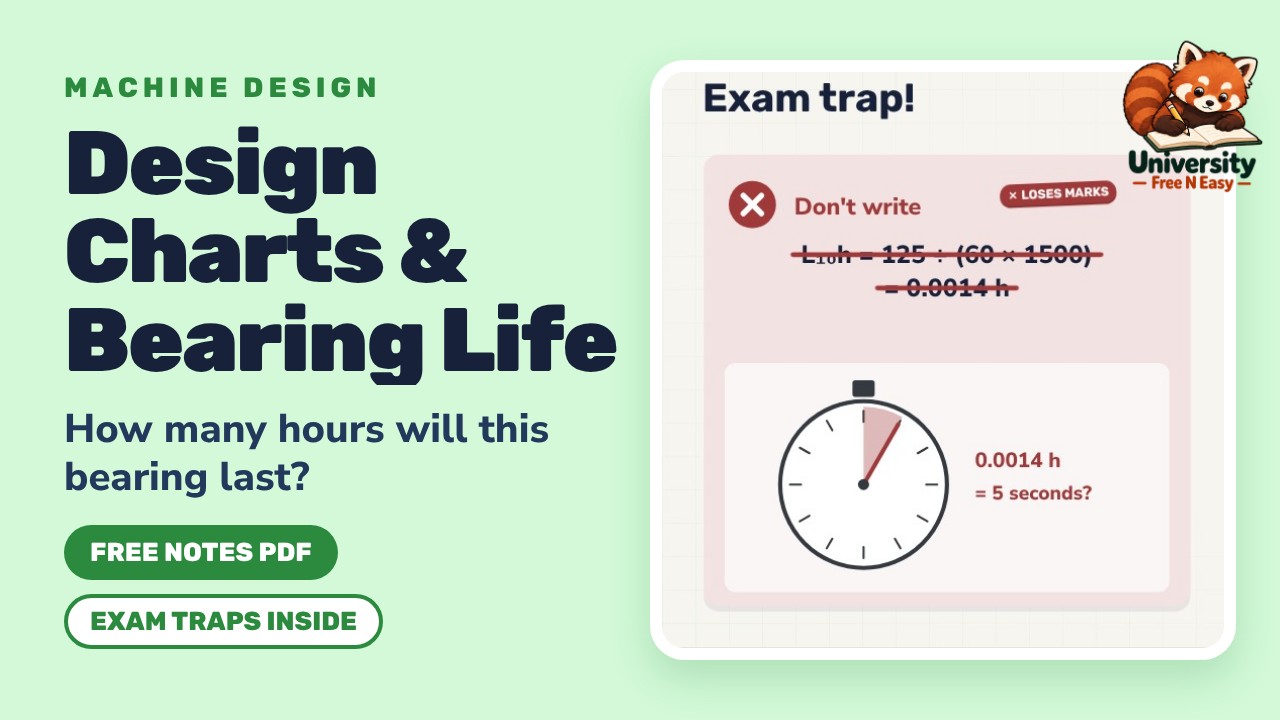 MACHINE DESIGN
Design
Charts &
Bearing Life
How many hours will this
bearing last?
FREE NOTES PDF
EXAM TRAPS INSIDE
Exam trap!
Don't write
× LOSES MARKS
L₁₀h = 125 ÷ (60 × 1500)
= 0.0014 h
0.0014 h
= 5 seconds?
University
Free N Easy